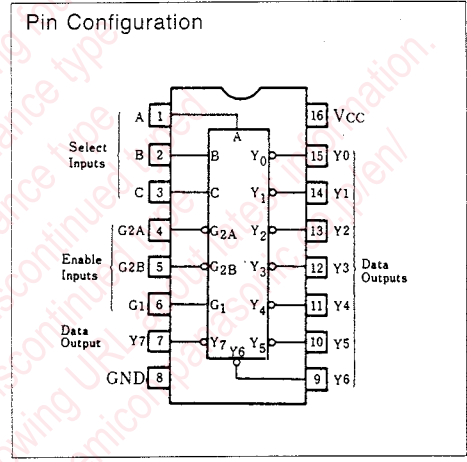 Pin Configuration
A 1
16 VCC
A
Select
Inputs
B 2
B
Y0
15 Y0
C 3
C
Y1
14 Y1
G2A 4
G2A
Y2
13 Y2
Enable
Inputs
G2B 5
G2B
Y3
12 Y3
Data
Outputs
G1 6
G1
Y4
11 Y4
Data
Output
Y7 7
Y7
Y6
Y5
10 Y5
GND 8
9 Y6